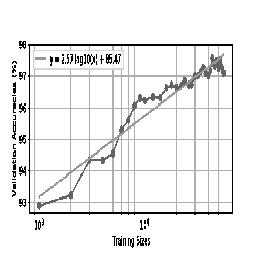 98
97
96
95
94
93
Validation Accuracies (%)
y = 2.57 log10(x) + 85.47
10³ 10⁴
Training Sizes